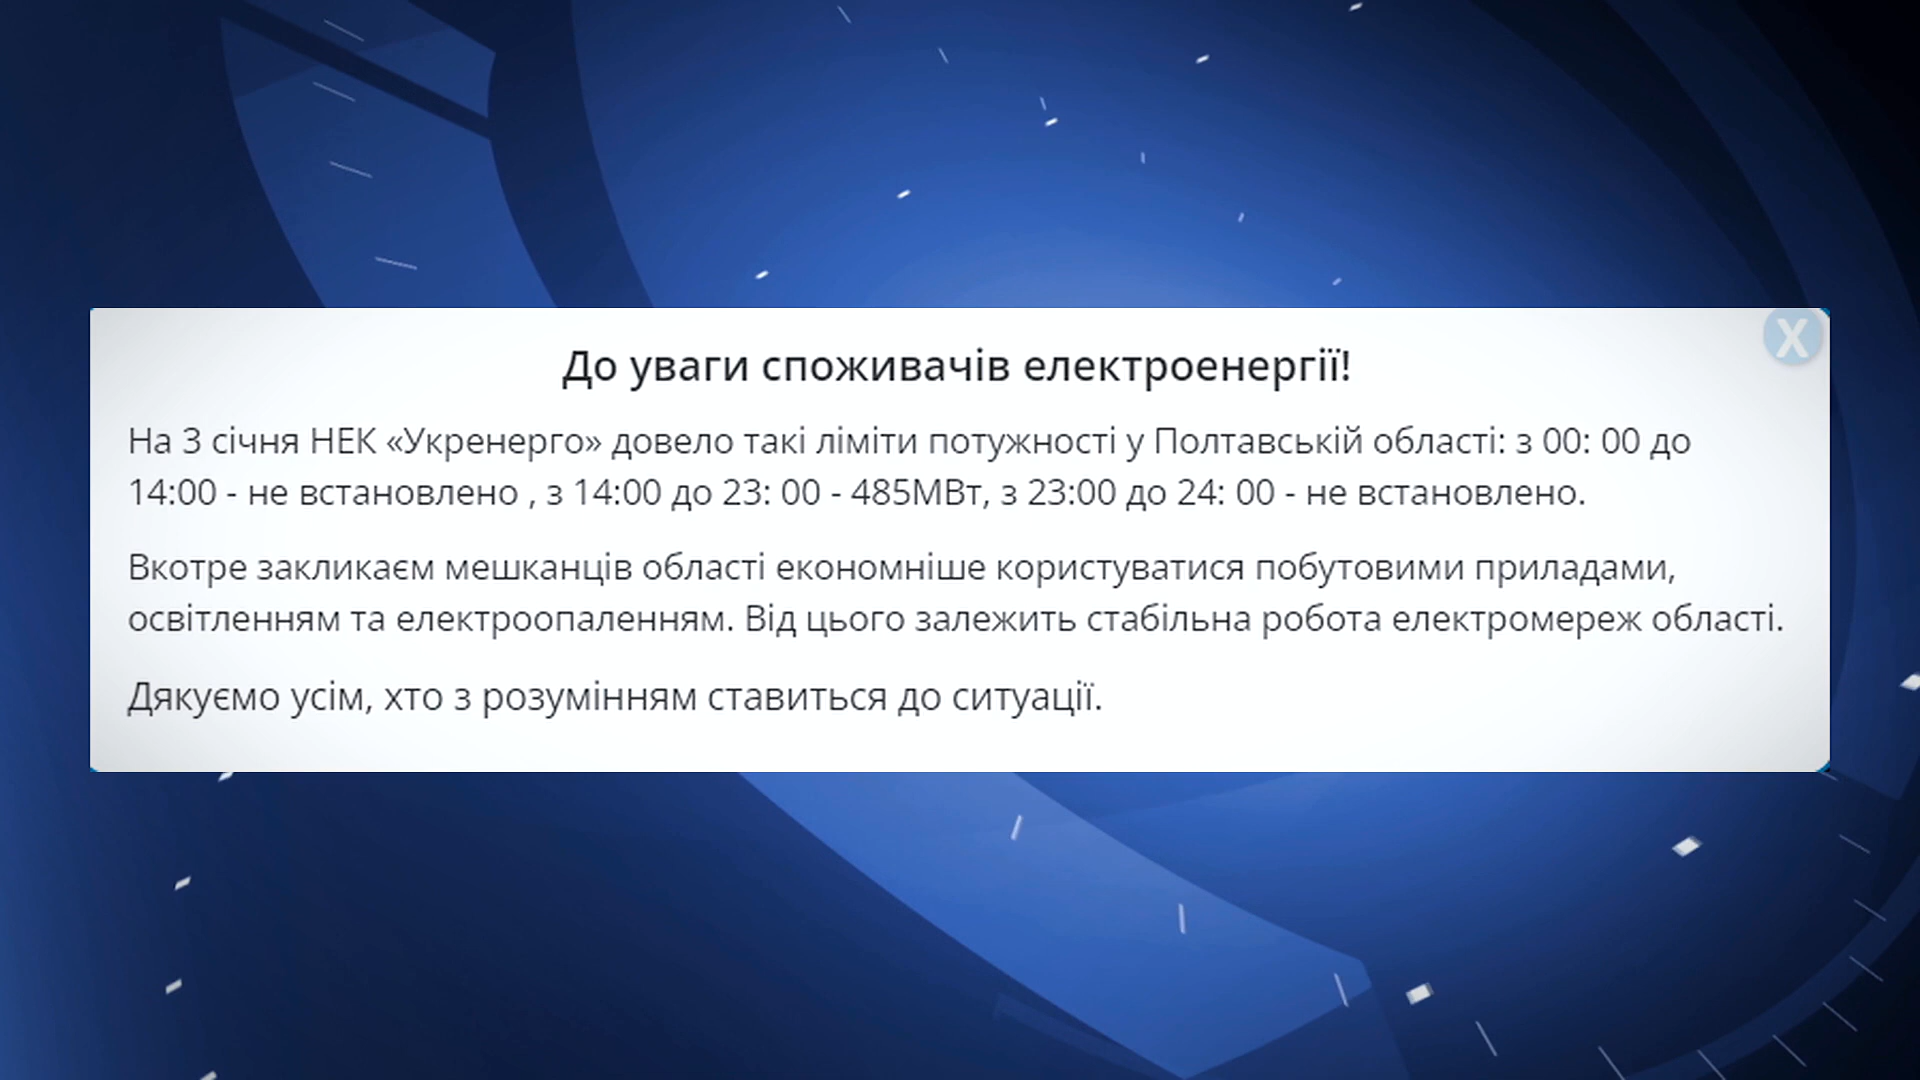 До уваги споживачів електроенергії!
X
На 3 січня НЕК «Укренерго» довело такі ліміти потужності у Полтавській області: з 00: 00 до
14:00 - не встановлено , з 14:00 до 23: 00 - 485МВт, з 23:00 до 24: 00 - не встановлено.
Вкотре закликаєм мешканців області економніше користуватися побутовими приладами,
освітленням та електроопаленням. Від цього залежить стабільна робота електромереж області.
Дякуємо усім, хто з розумінням ставиться до ситуації.